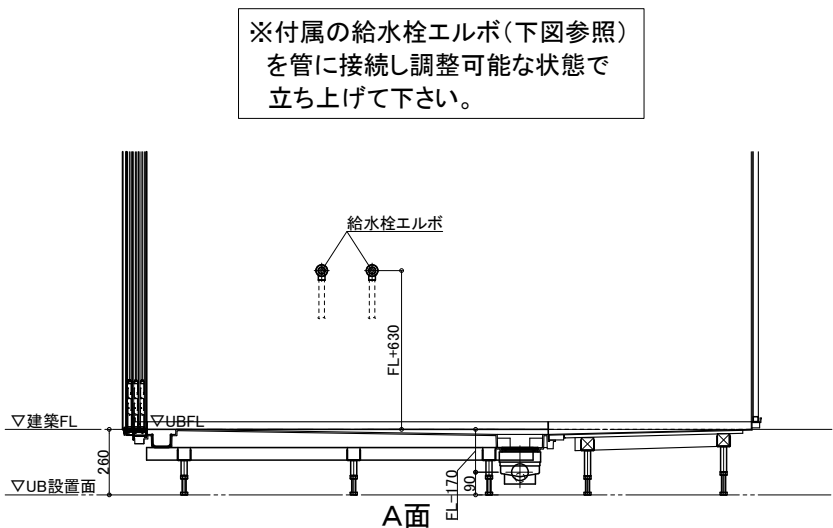 ※付属の給水栓エルボ(下図参照)
を管に接続し調整可能な状態で
立ち上げて下さい。
給水栓エルボ
FL+630
▽建築FL
▽UBFL
260
FL-170
90
▽UB設置面
A面